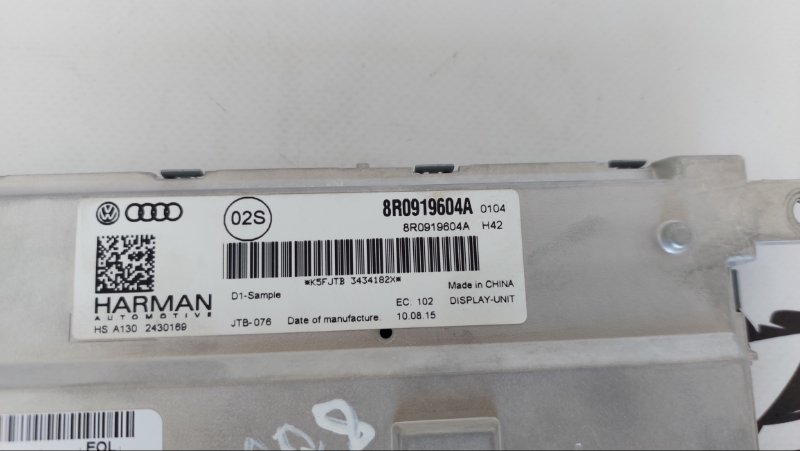 02S
8R0919604A 0104
8R0919604A H42
*K5FJTB 3434182X*
HARMAN
AUTOMOTIVE
HS A130 2430169
D1-Sample
Made in CHINA
EC. 102 DISPLAY-UNIT
JTB-076 Date of manufacture 10.08.15
EOL